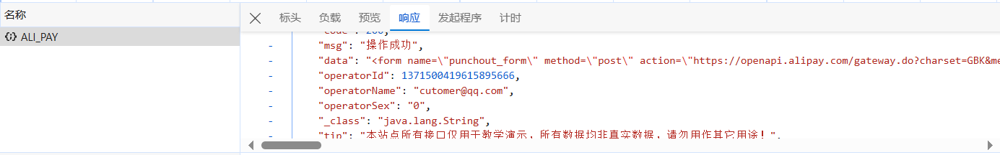 名称
标头 负载 预览 响应 发起程序 计时
ALI_PAY
"code": 200,
- "msg": "操作成功",
- "data": "<form name=\"punchout_form\" method=\"post\" action=\"https://openapi.alipay.com/gateway.do?charset=GBK&me
- "operatorId": 1371500419615895666,
- "operatorName": "cutomer@qq.com",
- "operatorSex": "0",
- "_class": "java.lang.String",
- "tip": "本站点所有接口仅用于教学演示，所有数据均非真实数据，请勿用作其它用途！",